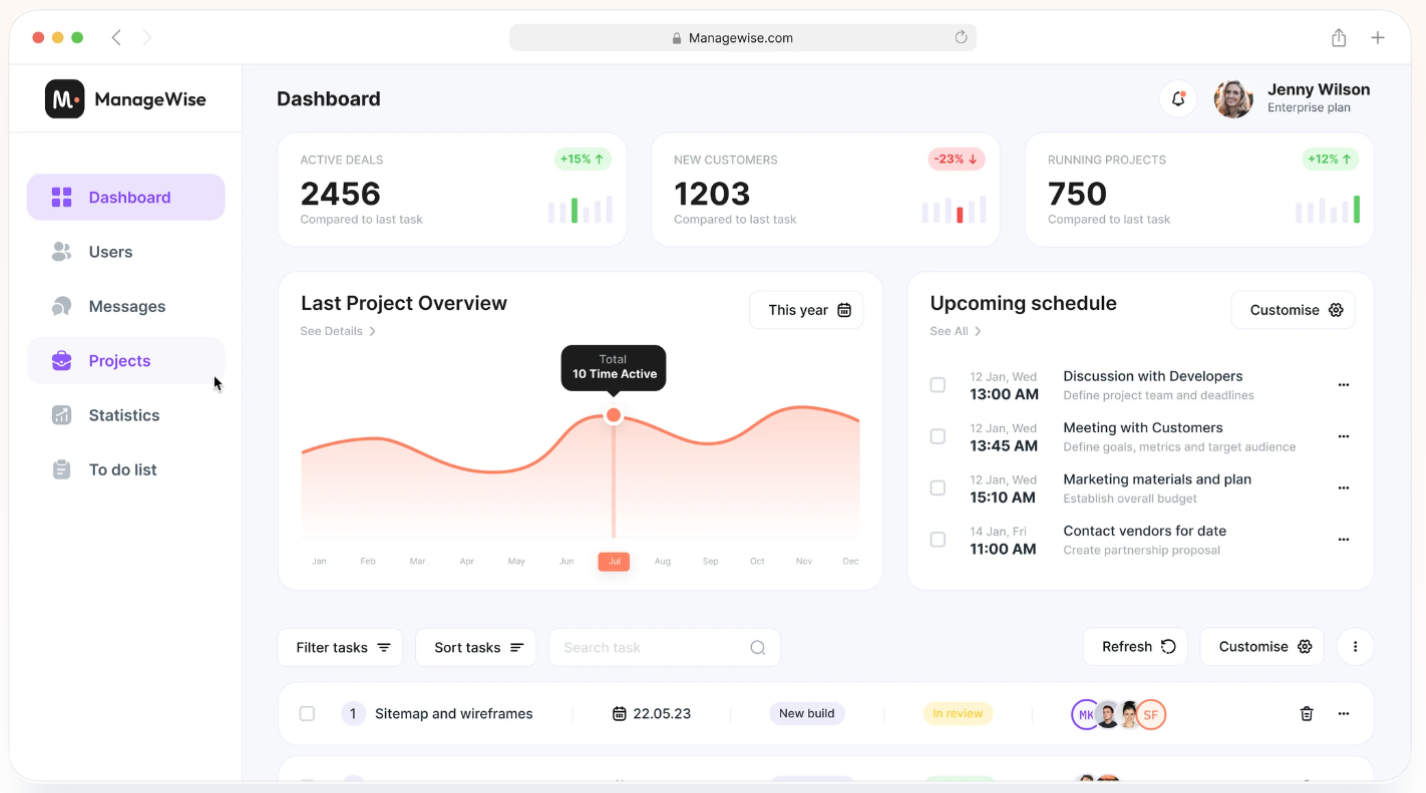 Managewise.com
M.
ManageWise
Dashboard
Users
Messages
Projects
Statistics
To do list
Dashboard
Jenny Wilson
Enterprise plan
ACTIVE DEALS
+15% ↑
2456
Compared to last task
NEW CUSTOMERS
-23% ↓
1203
Compared to last task
RUNNING PROJECTS
+12% ↑
750
Compared to last task
Last Project Overview
See Details >
This year
Total
10 Time Active
Jan Feb Mar Apr May Jun Jul Aug Sep Oct Nov Dec
Upcoming schedule
See All >
Customise
12 Jan, Wed
13:00 AM
Discussion with Developers
Define project team and deadlines
12 Jan, Wed
13:45 AM
Meeting with Customers
Define goals, metrics and target audience
12 Jan, Wed
15:10 AM
Marketing materials and plan
Establish overall budget
14 Jan, Fri
11:00 AM
Contact vendors for date
Create partnership proposal
Filter tasks
Sort tasks
Search task
Refresh
Customise
1 Sitemap and wireframes 22.05.23 New build In review MK SF